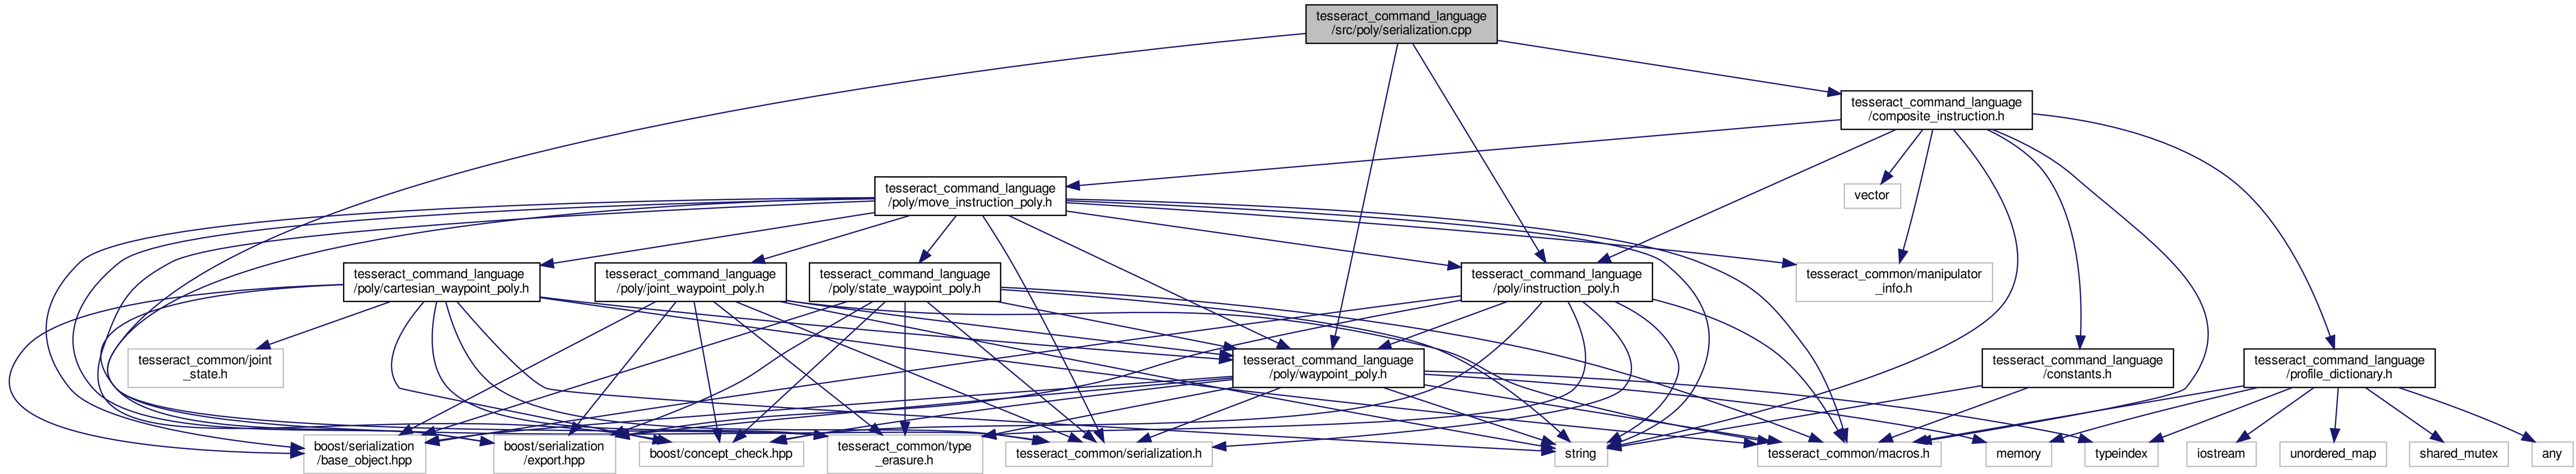 tesseract_command_language
/src/poly/serialization.cpp
tesseract_command_language
/composite_instruction.h
tesseract_command_language
/poly/move_instruction_poly.h
vector
tesseract_command_language
/poly/cartesian_waypoint_poly.h
tesseract_command_language
/poly/joint_waypoint_poly.h
tesseract_command_language
/poly/state_waypoint_poly.h
tesseract_command_language
/poly/instruction_poly.h
tesseract_common/manipulator
_info.h
tesseract_common/joint
_state.h
tesseract_command_language
/poly/waypoint_poly.h
tesseract_command_language
/constants.h
tesseract_command_language
/profile_dictionary.h
boost/serialization
/base_object.hpp
boost/serialization
/export.hpp
boost/concept_check.hpp
tesseract_common/type
_erasure.h
tesseract_common/serialization.h
string
tesseract_common/macros.h
memory
typeindex
iostream
unordered_map
shared_mutex
any